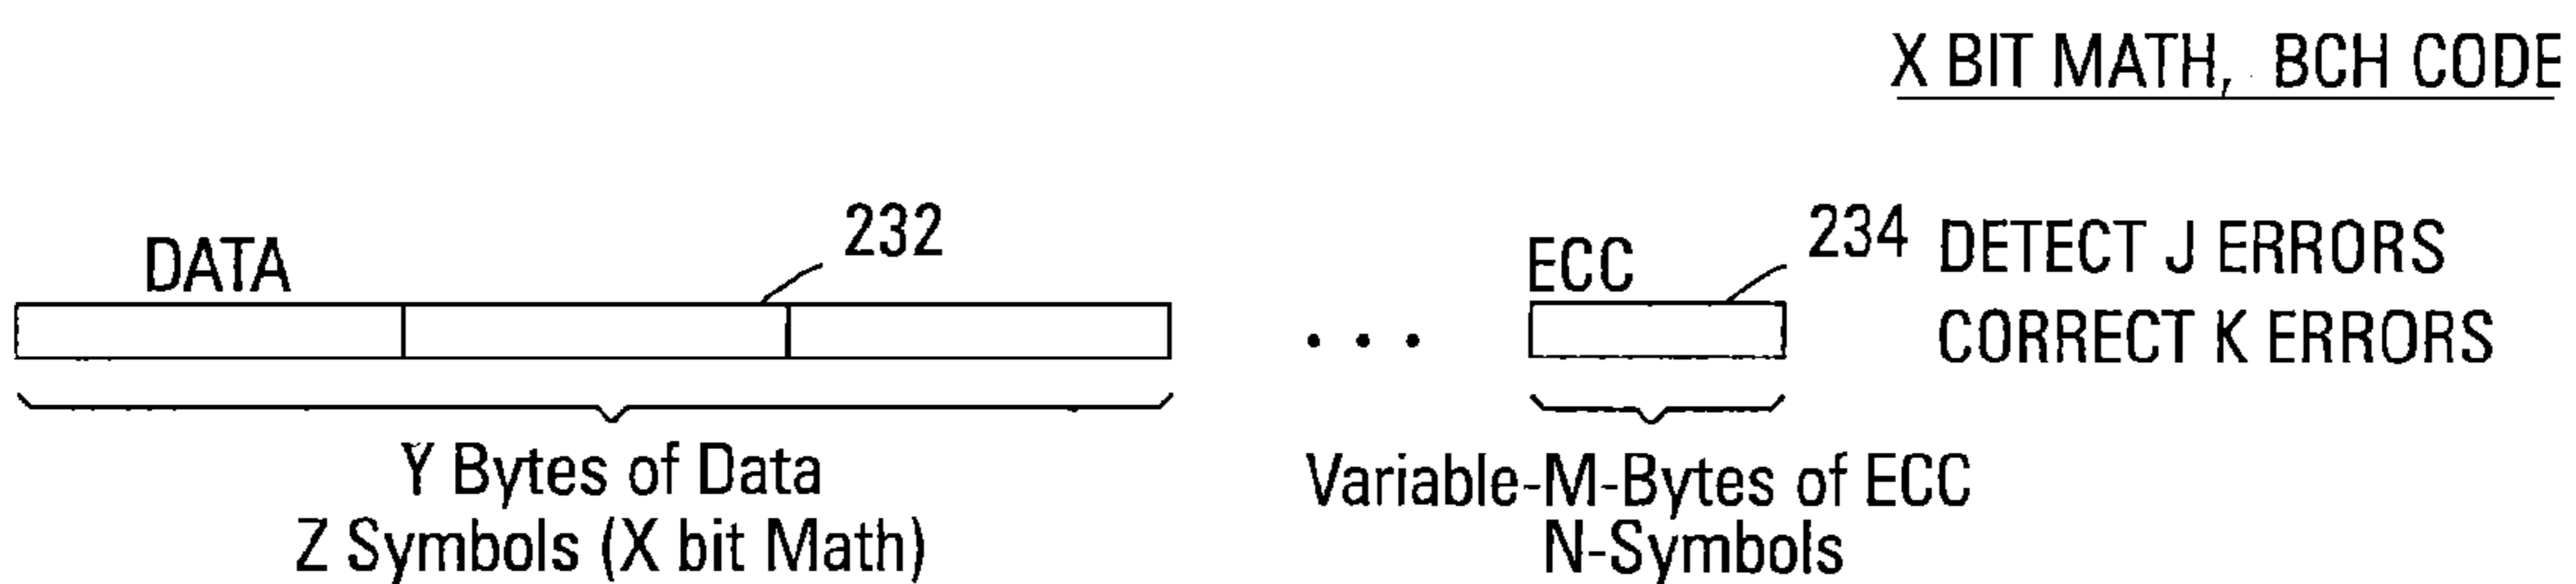 X BIT MATH, BCH CODE
232
234
DATA
ECC
DETECT J ERRORS
CORRECT K ERRORS
. . .
Y Bytes of Data
Z Symbols (X bit Math)
Variable-M-Bytes of ECC
N-Symbols